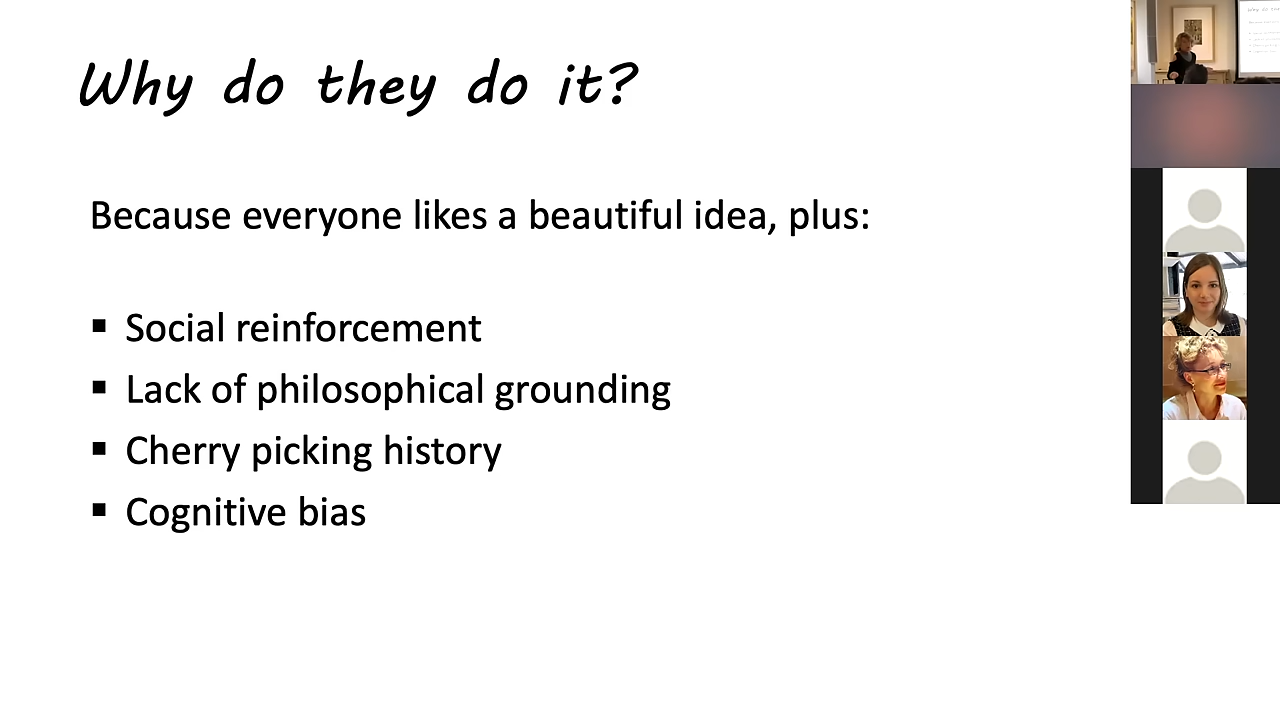 Why do they do it?
Because everyone likes a beautiful idea, plus:
▪ Social reinforcement
▪ Lack of philosophical grounding
▪ Cherry picking history
▪ Cognitive bias